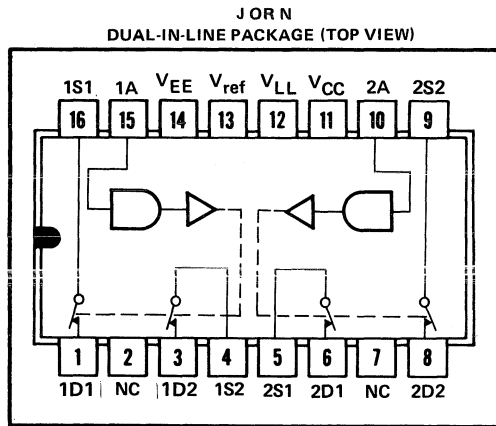 J OR N
DUAL-IN-LINE PACKAGE (TOP VIEW)
1S1 1A VEE Vref VLL VCC 2A 2S2
16 15 14 13 12 11 10 9
1 2 3 4 5 6 7 8
1D1 NC 1D2 1S2 2S1 2D1 NC 2D2